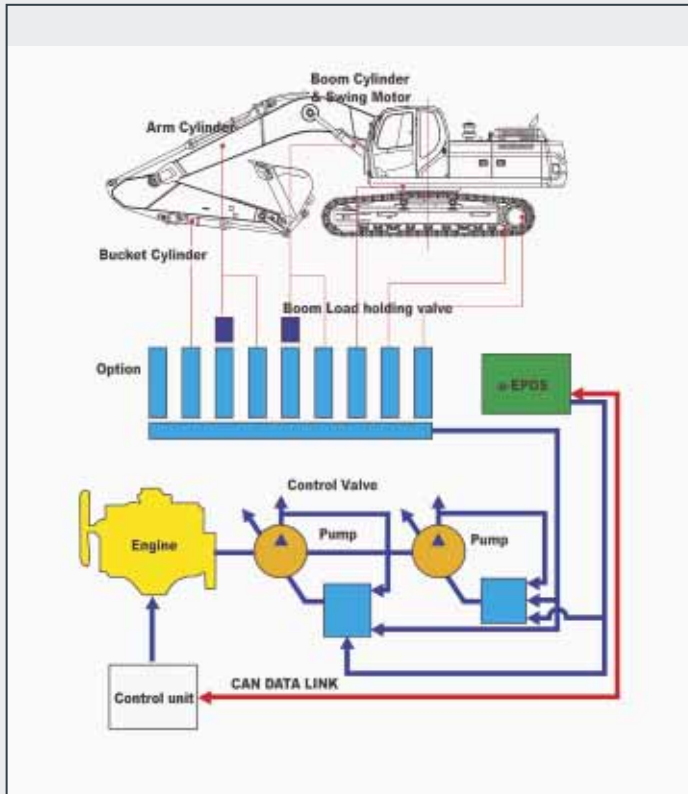 Boom Cylinder
& Swing Motor
Arm Cylinder
Bucket Cylinder
Boom Load holding valve
Option
e-EPOS
Control Valve
Engine
Pump
Pump
CAN DATA LINK
Control unit